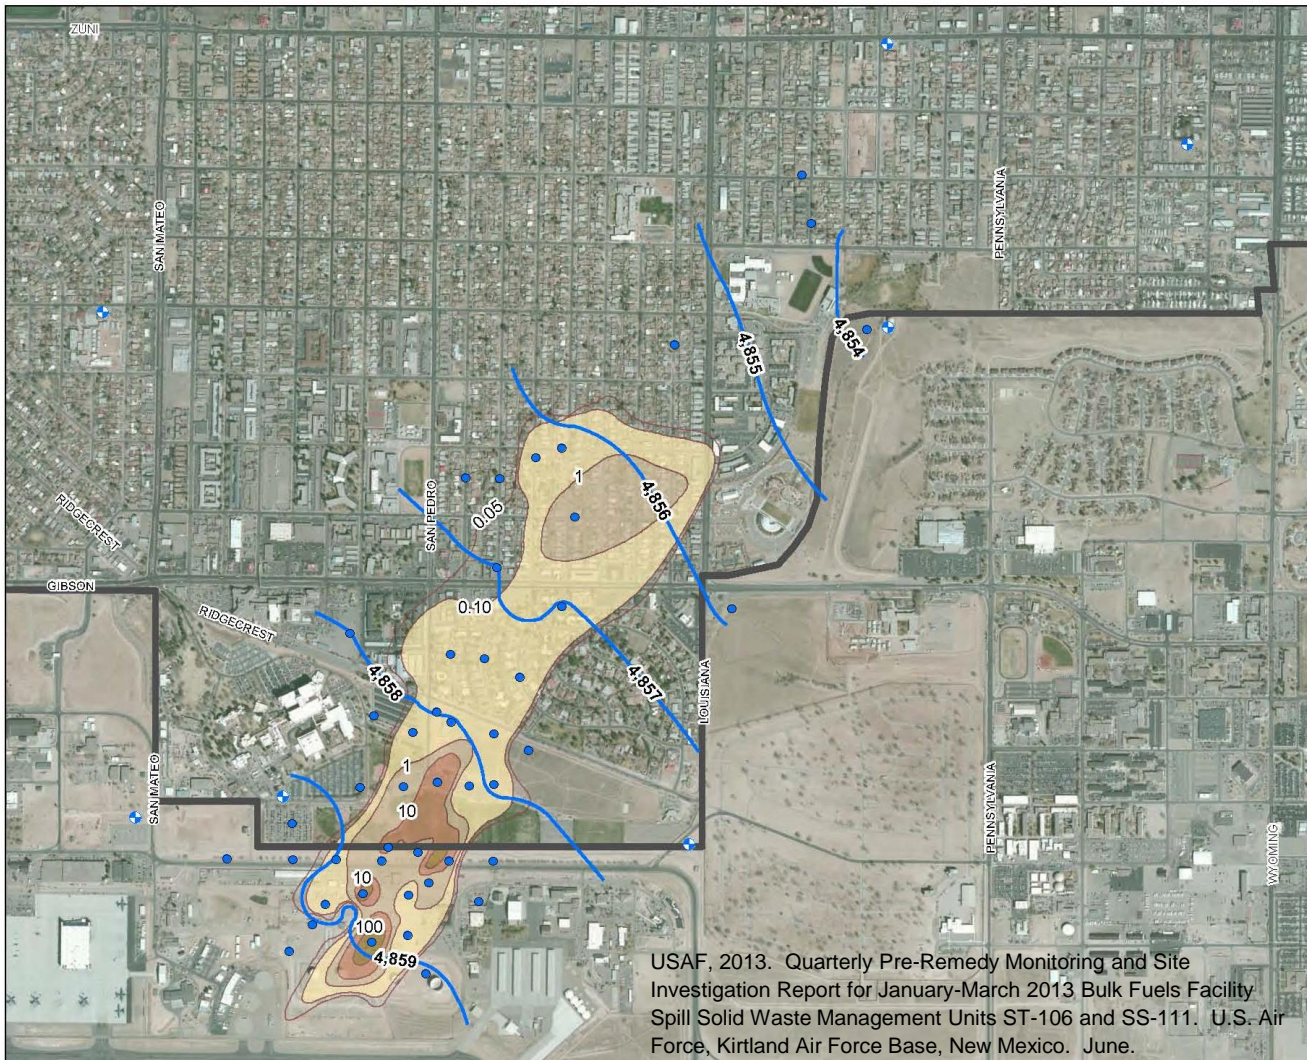 ZUNI
SAN MATEO
PENNSYLVANIA
4,855
4,854
1
4,856
0.05
SAN PEDRO
RIDGECREST
GIBSON
0.10
RIDGECREST
4,858
4,857
LOUISIANA
1
10
SAN MATEO
PENNSYLVANIA
WYOMING
10
100
4,859
USAF, 2013. Quarterly Pre-Remedy Monitoring and Site
Investigation Report for January-March 2013 Bulk Fuels Facility
Spill Solid Waste Management Units ST-106 and SS-111. U.S. Air
Force, Kirtland Air Force Base, New Mexico. June.